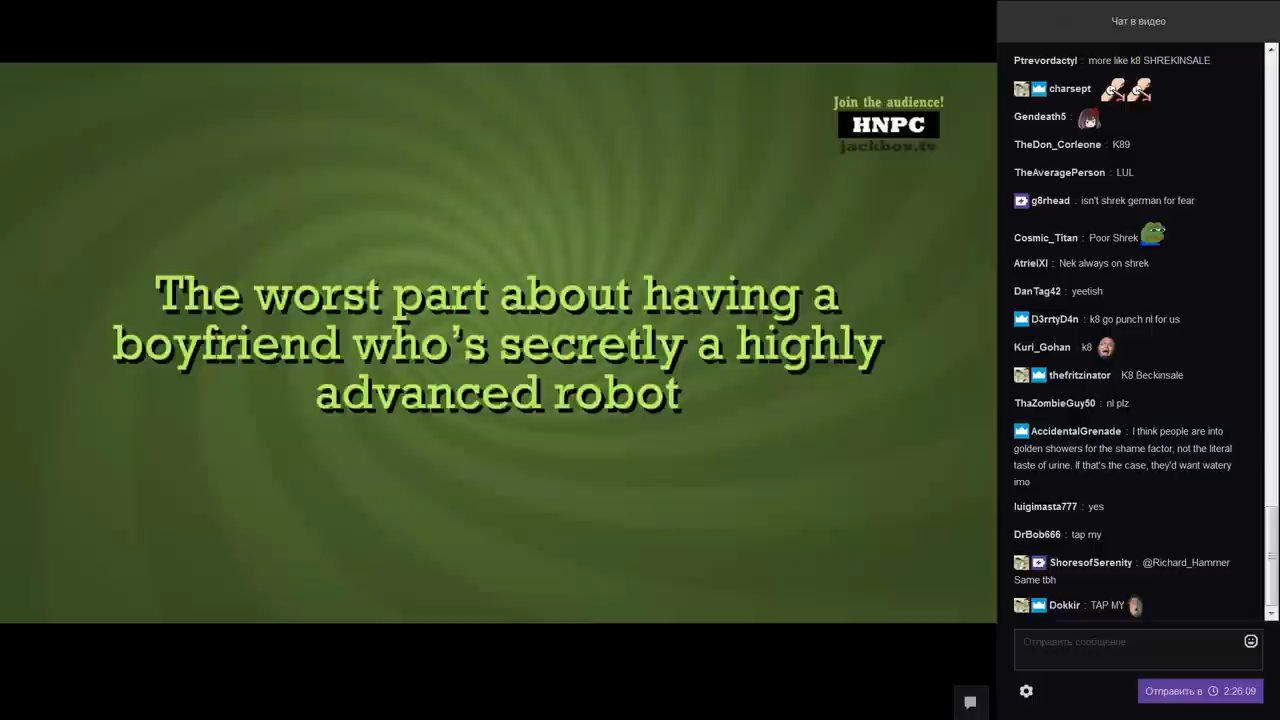 Join the audience!
HNPC
jackbox.tv
The worst part about having a
boyfriend who's secretly a highly
advanced robot
Чат в видео
Ptrevordactyl : more like k8 SHREKINSALE
charsept
Gendeath5 :
TheDon_Corleone : K89
TheAveragePerson : LUL
g8rhead : isn't shrek german for fear
Cosmic_Titan : Poor Shrek
AtrielXI : Nek always on shrek
DanTag42 : yeetish
D3rrtyD4n : k8 go punch nl for us
Kuri_Gohan k8
thefritzinator K8 Beckinsale
ThaZombieGuy50 : nl plz
AccidentalGrenade : I think people are into
golden showers for the shame factor, not the literal
taste of urine. If that's the case, they'd want watery
imo
luigimasta777 : yes
DrBob666 : tap my
ShoresofSerenity : @Richard_Hammer
Same tbh
Dokkir : TAP MY
Отправить сообщение
Отправить в 2:26:09